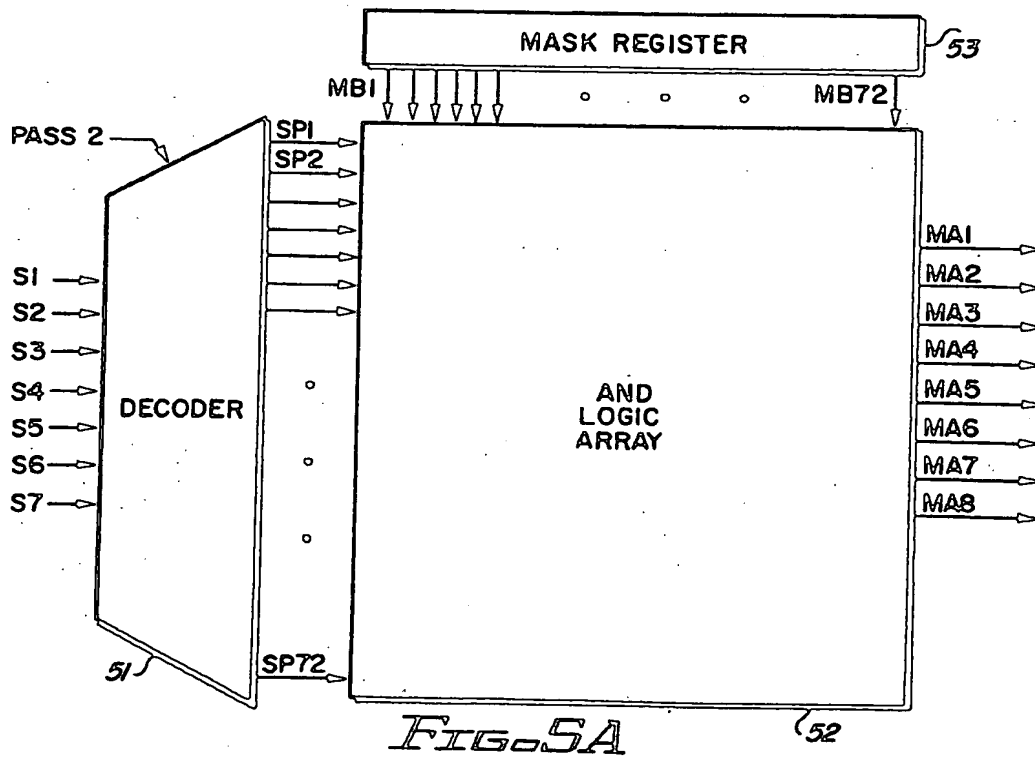 MASK REGISTER
53
MB1
MB72
PASS 2
SP1
SP2
S1
S2
S3
S4
S5
S6
S7
DECODER
AND
LOGIC
ARRAY
MA1
MA2
MA3
MA4
MA5
MA6
MA7
MA8
51
SP72
52
FIG-5A